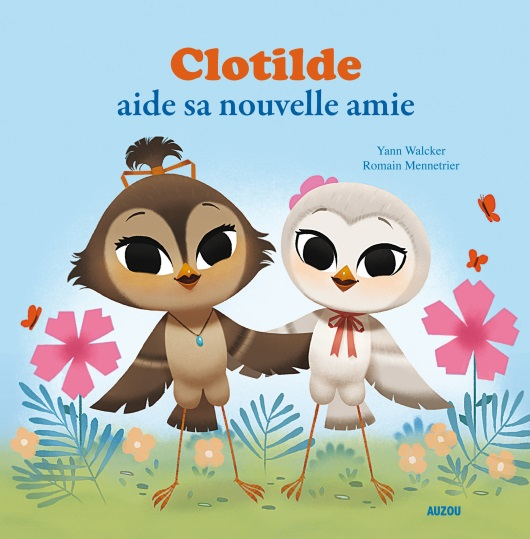 Clotilde
aide sa nouvelle amie
Yann Walcker
Romain Mennetrier
AUZOU